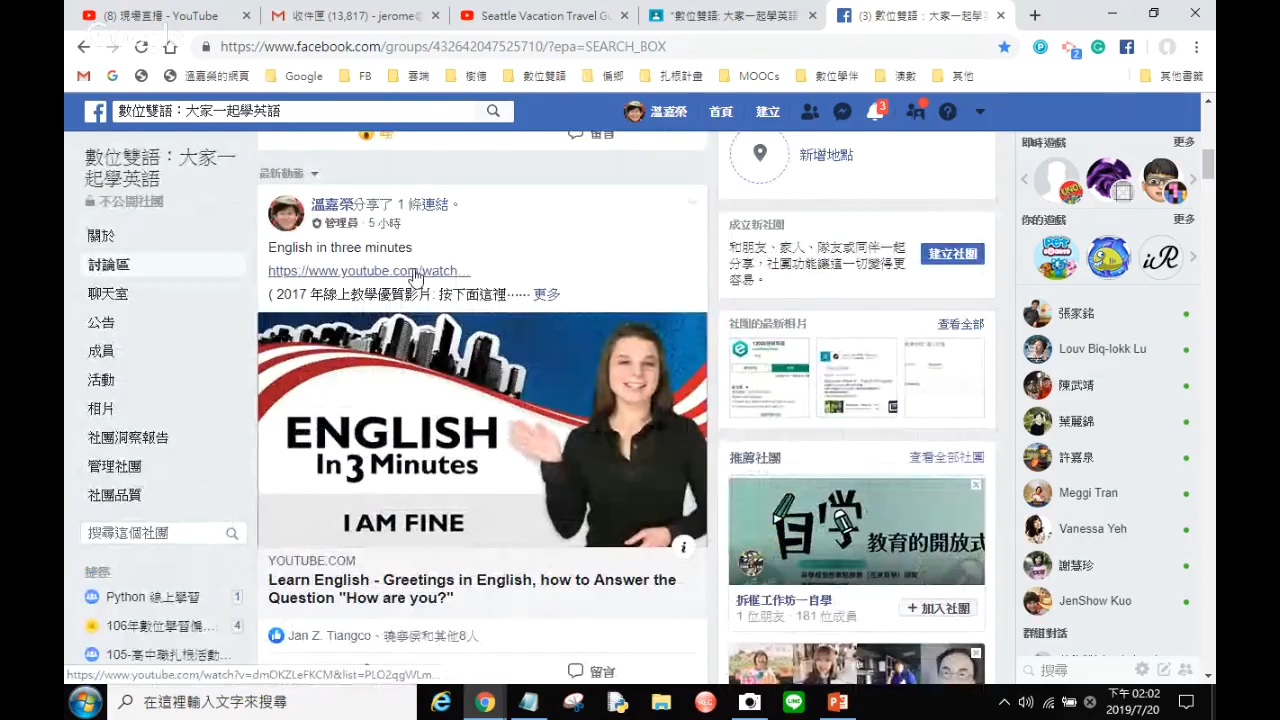 (8) 現場直播 - YouTube
收件匣 (13,817) - jerome@
Seattle Vacation Travel Gu
*數位雙語: 大家一起學英語
(3) 數位雙語：大家一起學
https://www.facebook.com/groups/432642047525710/?epa=SEARCH_BOX
溫嘉榮的網頁
Google
FB
雲端
樹德
數位雙語
偏鄉
扎根計畫
MOOCs
數位學伴
澳數
其他
其他書籤
數位雙語：大家一起學英語
溫嘉榮
首頁
建立
3
數位雙語：大家一
起學英語
不公開社團
關於
討論區
聊天室
公告
成員
活動
相片
社團洞察報告
管理社團
社團品質
搜尋這個社團
捷徑
Python 線上學習
1
105-高中職扎根活動...
留言
最新動態
溫嘉榮分享了 1 條連結。
管理員 · 5 小時
English in three minutes
https://www.youtube.com/watch...
( 2017 年線上教學優質影片: 按下面這裡⋯⋯ 更多
ENGLISH
In 3 Minutes
I AM FINE
YOUTUBE.COM
Learn English - Greetings in English, how to Answer the
Question "How are you?"
Jan Z. Tiangco、曉寧侯和其他8人
留言
新增地點
成立新社團
和朋友、家人、隊友或同伴一起
分享，社團功能讓這一切變得更
容易。
建立社團
社團的最新相片
查看全部
推薦社團
查看全部社團
自學
教育的開放式
拆框工作坊一自學
1 位朋友 · 181 位成員
+ 加入社團
即時遊戲
更多
UNO
你的遊戲
更多
PET
iR
張家銘
Louv Biq-lokk Lu
陳武靖
葉麗錦
許嘉泉
Meggi Tran
Vanessa Yeh
謝慧珍
JenShow Kuo
群組對話
搜尋
https://www.youtube.com/watch?v=dmOKZLeFKCM&list=PLO2qgWLm...
在這裡輸入文字來搜尋
REC
LINE
下午 02:02
2019/7/20